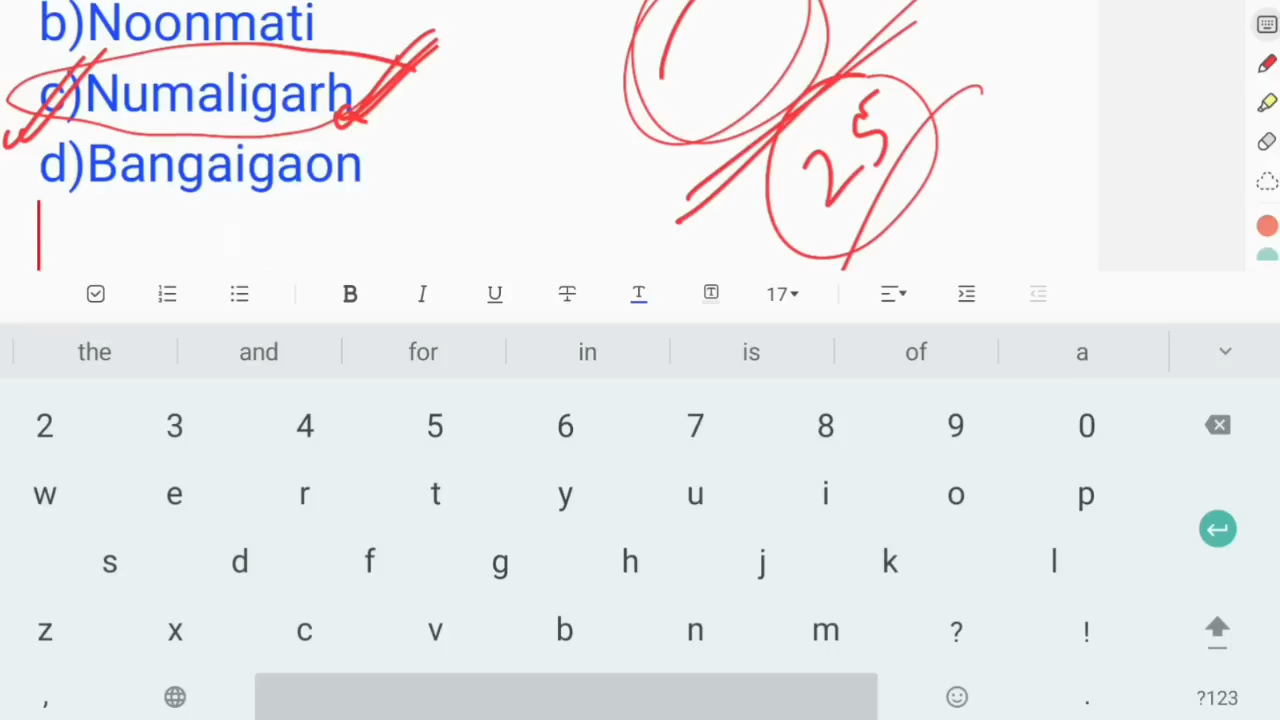 b)Noonmati
c)Numaligarh
d)Bangaigaon
25
B I U T T T 17
the and for in is of a
2 3 4 5 6 7 8 9 0
w e r t y u i o p
s d f g h j k l
z x c v b n m ? !
, . ?123